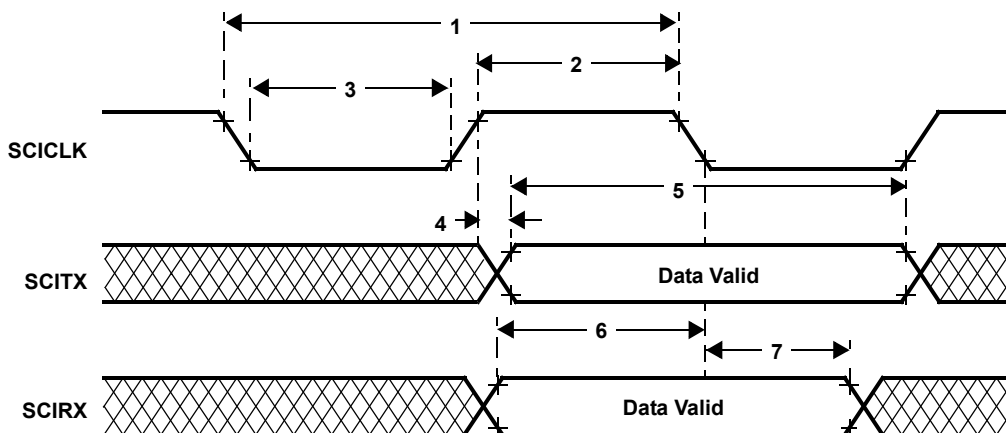 1
2
3
SCICLK
5
4
SCITX
Data Valid
6
7
SCIRX
Data Valid